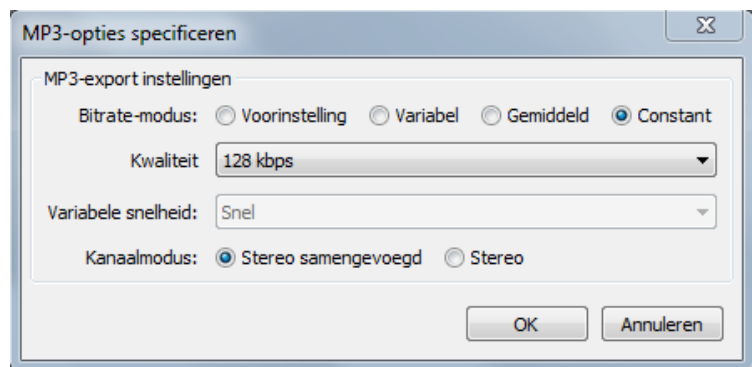 MP3-opties specificeren
MP3-export instellingen
Bitrate-modus: Voorinstelling Variabel Gemiddeld Constant
Kwaliteit 128 kbps
Variabele snelheid: Snel
Kanaalmodus: Stereo samengevoegd Stereo
OK Annuleren